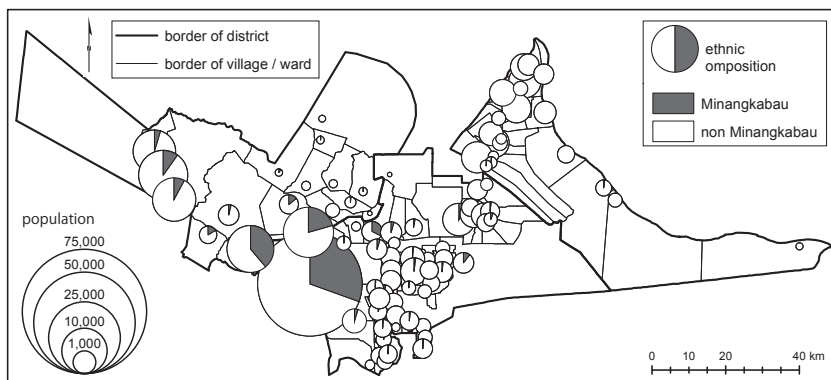 N
border of district
border of village / ward
ethnic
omposition
Minangkabau
non Minangkabau
population
75,000
50,000
25,000
10,000
1,000
0 10 20 40 km